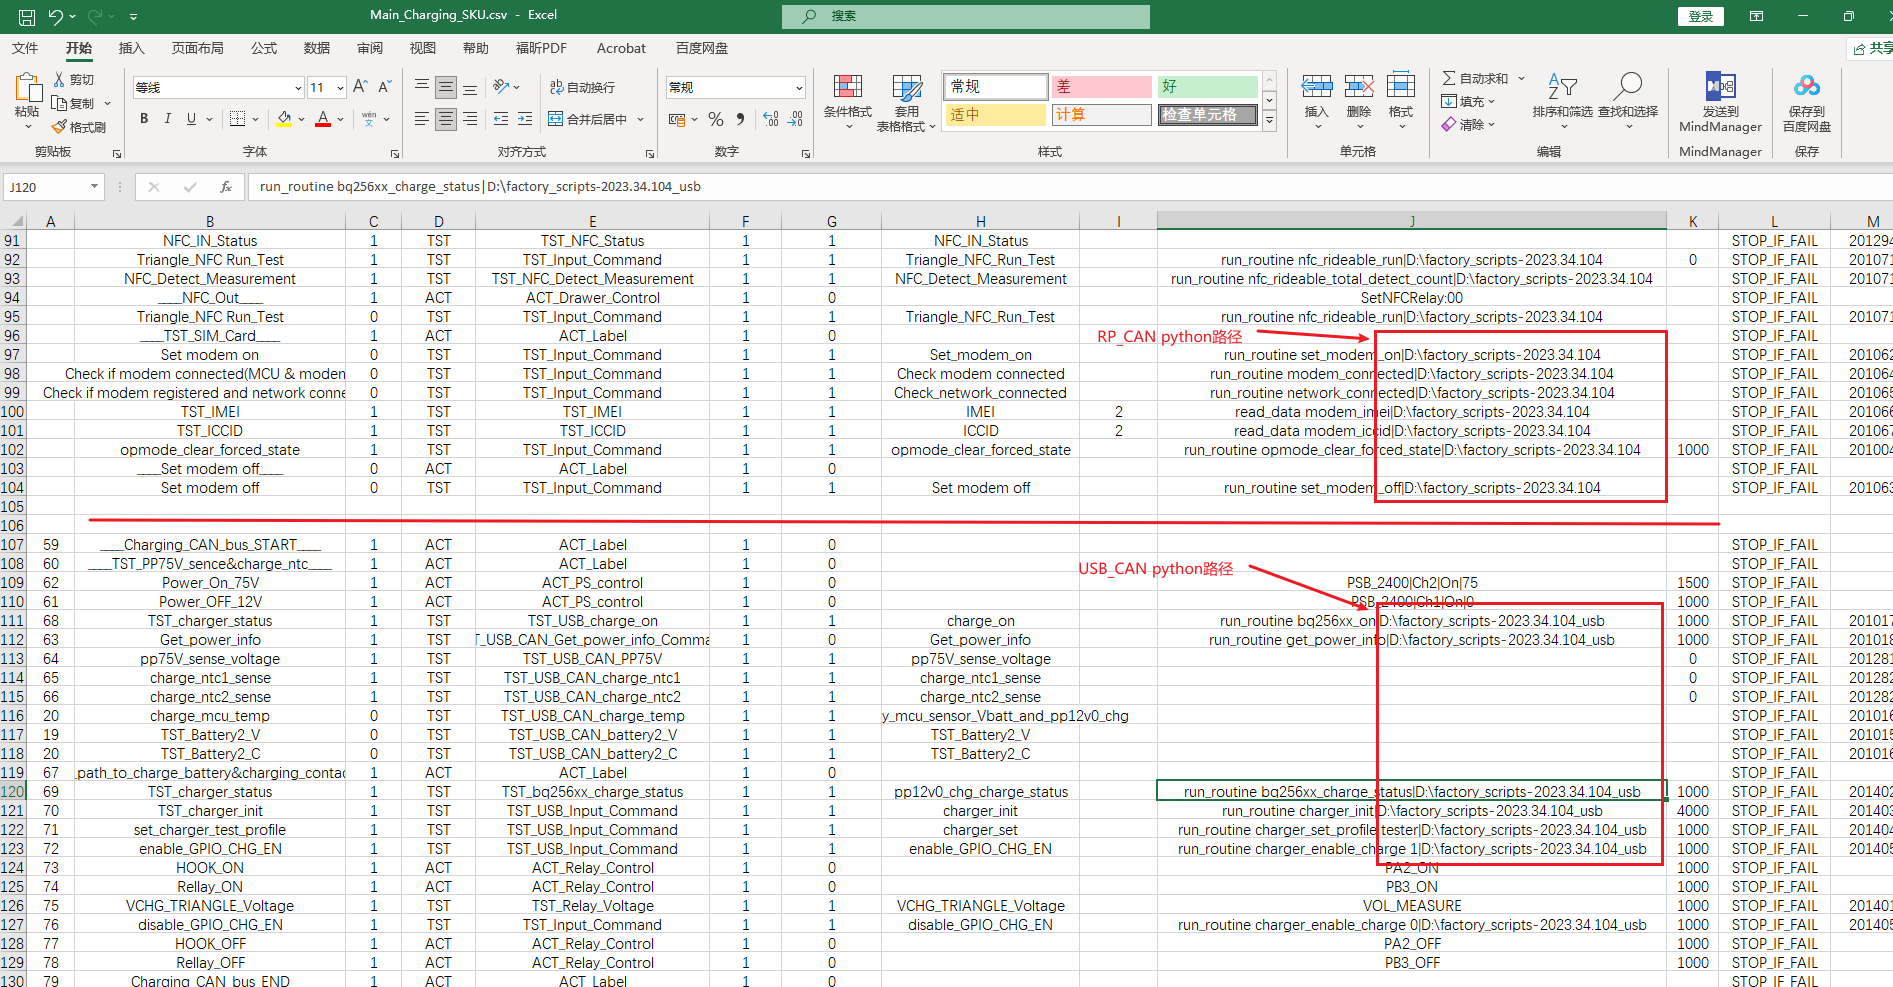 Main_Charging_SKU.csv - Excel
搜索
登录
文件 开始 插入 页面布局 公式 数据 审阅 视图 帮助 福昕PDF Acrobat 百度网盘 共享
粘贴 剪切 复制 格式刷 剪贴板
等线 11 A A B I U A wén 文 字体
ab 自动换行 合并后居中 对齐方式
常规 % 数字
条件格式 套用表格格式 常规 差 好 适中 计算 检查单元格 样式
插入 删除 格式 单元格
自动求和 填充 清除 排序和筛选 查找和选择 编辑
发送到 MindManager MindManager
保存到 百度网盘 保存
J120 fx run_routine bq256xx_charge_status|D:\factory_scripts-2023.34.104_usb
A B C D E F G H I J K L M
91 NFC_IN_Status 1 TST TST_NFC_Status 1 1 NFC_IN_Status STOP_IF_FAIL 201294
92 Triangle_NFC Run_Test 1 TST TST_Input_Command 1 1 Triangle_NFC Run_Test run_routine nfc_rideable_run|D:\factory_scripts-2023.34.104 0 STOP_IF_FAIL 201071
93 NFC_Detect_Measurement 1 TST TST_NFC_Detect_Measurement 1 1 NFC_Detect_Measurement run_routine nfc_rideable_total_detect_count|D:\factory_scripts-2023.34.104 STOP_IF_FAIL 201071
94 ____NFC_Out____ 1 ACT ACT_Drawer_Control 1 0 SetNFCRelay:00 STOP_IF_FAIL
95 Triangle_NFC Run_Test 0 TST TST_Input_Command 1 1 Triangle_NFC Run_Test run_routine nfc_rideable_run|D:\factory_scripts-2023.34.104 STOP_IF_FAIL 201071
96 ____TST_SIM_Card____ 1 ACT ACT_Label 1 0 STOP_IF_FAIL
RP_CAN python路径
97 Set modem on 0 TST TST_Input_Command 1 1 Set_modem_on run_routine set_modem_on|D:\factory_scripts-2023.34.104 STOP_IF_FAIL 201062
98 Check if modem connected(MCU & moden 0 TST TST_Input_Command 1 1 Check modem connected run_routine modem_connected|D:\factory_scripts-2023.34.104 STOP_IF_FAIL 201064
99 Check if modem registered and network conne 0 TST TST_Input_Command 1 1 Check_network_connected run_routine network_connected|D:\factory_scripts-2023.34.104 STOP_IF_FAIL 201065
100 TST_IMEI 1 TST TST_IMEI 1 1 IMEI 2 read_data modem_imei|D:\factory_scripts-2023.34.104 STOP_IF_FAIL 201066
101 TST_ICCID 1 TST TST_ICCID 1 1 ICCID 2 read_data modem_iccid|D:\factory_scripts-2023.34.104 STOP_IF_FAIL 201067
102 opmode_clear_forced_state 1 TST TST_Input_Command 1 1 opmode_clear_forced_state run_routine opmode_clear_forced_state|D:\factory_scripts-2023.34.104 1000 STOP_IF_FAIL 201004
103 ____Set modem off____ 0 ACT ACT_Label 1 0 STOP_IF_FAIL
104 Set modem off 0 TST TST_Input_Command 1 1 Set modem off run_routine set_modem_off|D:\factory_scripts-2023.34.104 STOP_IF_FAIL 201063
105
106
107 59 ____Charging_CAN_bus_START____ 1 ACT ACT_Label 1 0 STOP_IF_FAIL
108 60 ____TST_PP75V_sence&charge_ntc____ 1 ACT ACT_Label 1 0 STOP_IF_FAIL
USB_CAN python路径
109 62 Power_On_75V 1 ACT ACT_PS_control 1 0 PSB_2400|Ch2|On|75 1500 STOP_IF_FAIL
110 61 Power_OFF_12V 1 ACT ACT_PS_control 1 0 PSB_2400|Ch1|On|0 1000 STOP_IF_FAIL
111 68 TST_charger_status 1 TST TST_USB_charge_on 1 1 charge_on run_routine bq256xx_on|D:\factory_scripts-2023.34.104_usb 1000 STOP_IF_FAIL 201017
112 63 Get_power_info 1 TST T_USB_CAN_Get_power_info_Comma 1 0 Get_power_info run_routine get_power_info|D:\factory_scripts-2023.34.104_usb 1000 STOP_IF_FAIL 201018
113 64 pp75V_sense_voltage 1 TST TST_USB_CAN_PP75V 1 1 pp75V_sense_voltage 0 STOP_IF_FAIL 201281
114 65 charge_ntc1_sense 1 TST TST_USB_CAN_charge_ntc1 1 1 charge_ntc1_sense 0 STOP_IF_FAIL 201282
115 66 charge_ntc2_sense 1 TST TST_USB_CAN_charge_ntc2 1 1 charge_ntc2_sense 0 STOP_IF_FAIL 201282
116 20 charge_mcu_temp 0 TST TST_USB_CAN_charge_temp 1 1 y_mcu_sensor_Vbatt_and_pp12v0_chg STOP_IF_FAIL 201016
117 19 TST_Battery2_V 0 TST TST_USB_CAN_battery2_V 1 1 TST_Battery2_V STOP_IF_FAIL 201015
118 20 TST_Battery2_C 0 TST TST_USB_CAN_battery2_C 1 1 TST_Battery2_C STOP_IF_FAIL 201016
119 67 _path_to_charge_battery&charging_contac 1 ACT ACT_Label 1 0 STOP_IF_FAIL
120 69 TST_charger_status 1 TST TST_bq256xx_charge_status 1 1 pp12v0_chg_charge_status run_routine bq256xx_charge_status|D:\factory_scripts-2023.34.104_usb 1000 STOP_IF_FAIL 201402
121 70 TST_charger_init 1 TST TST_USB_Input_Command 1 1 charger_init run_routine charger_init|D:\factory_scripts-2023.34.104_usb 4000 STOP_IF_FAIL 201403
122 71 set_charger_test_profile 1 TST TST_USB_Input_Command 1 1 charger_set run_routine charger_set_profile tester|D:\factory_scripts-2023.34.104_usb 1000 STOP_IF_FAIL 201404
123 72 enable_GPIO_CHG_EN 1 TST TST_USB_Input_Command 1 1 enable_GPIO_CHG_EN run_routine charger_enable_charge 1|D:\factory_scripts-2023.34.104_usb 1000 STOP_IF_FAIL 201405
124 73 HOOK_ON 1 ACT ACT_Relay_Control 1 0 PA2_ON 1000 STOP_IF_FAIL
125 74 Rellay_ON 1 ACT ACT_Relay_Control 1 0 PB3_ON 1000 STOP_IF_FAIL
126 75 VCHG_TRIANGLE_Voltage 1 TST TST_Relay_Voltage 1 1 VCHG_TRIANGLE_Voltage VOL_MEASURE 1000 STOP_IF_FAIL 201401
127 76 disable_GPIO_CHG_EN 1 TST TST_Input_Command 1 1 disable_GPIO_CHG_EN run_routine charger_enable_charge 0|D:\factory_scripts-2023.34.104_usb 1000 STOP_IF_FAIL 201405
128 77 HOOK_OFF 1 ACT ACT_Relay_Control 1 0 PA2_OFF 1000 STOP_IF_FAIL
129 78 Rellay_OFF 1 ACT ACT_Relay_Control 1 0 PB3_OFF 1000 STOP_IF_FAIL
130 79 Charging_CAN_bus_END 1 ACT ACT_Label 1 0 STOP_IF_FAIL